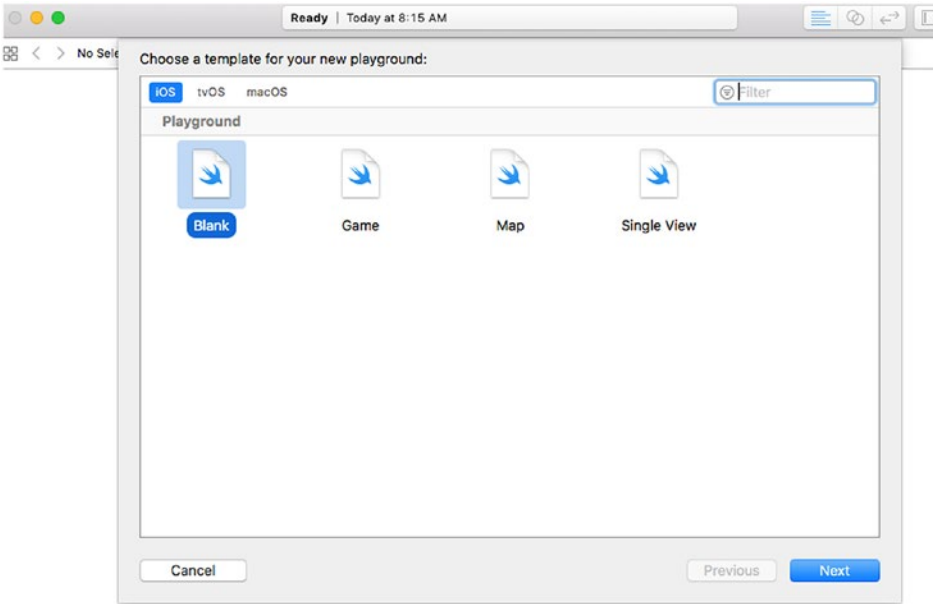 Ready | Today at 8:15 AM
No Sele
Choose a template for your new playground:
iOS tvOS macOS Filter
Playground
Blank Game Map Single View
Cancel Previous Next